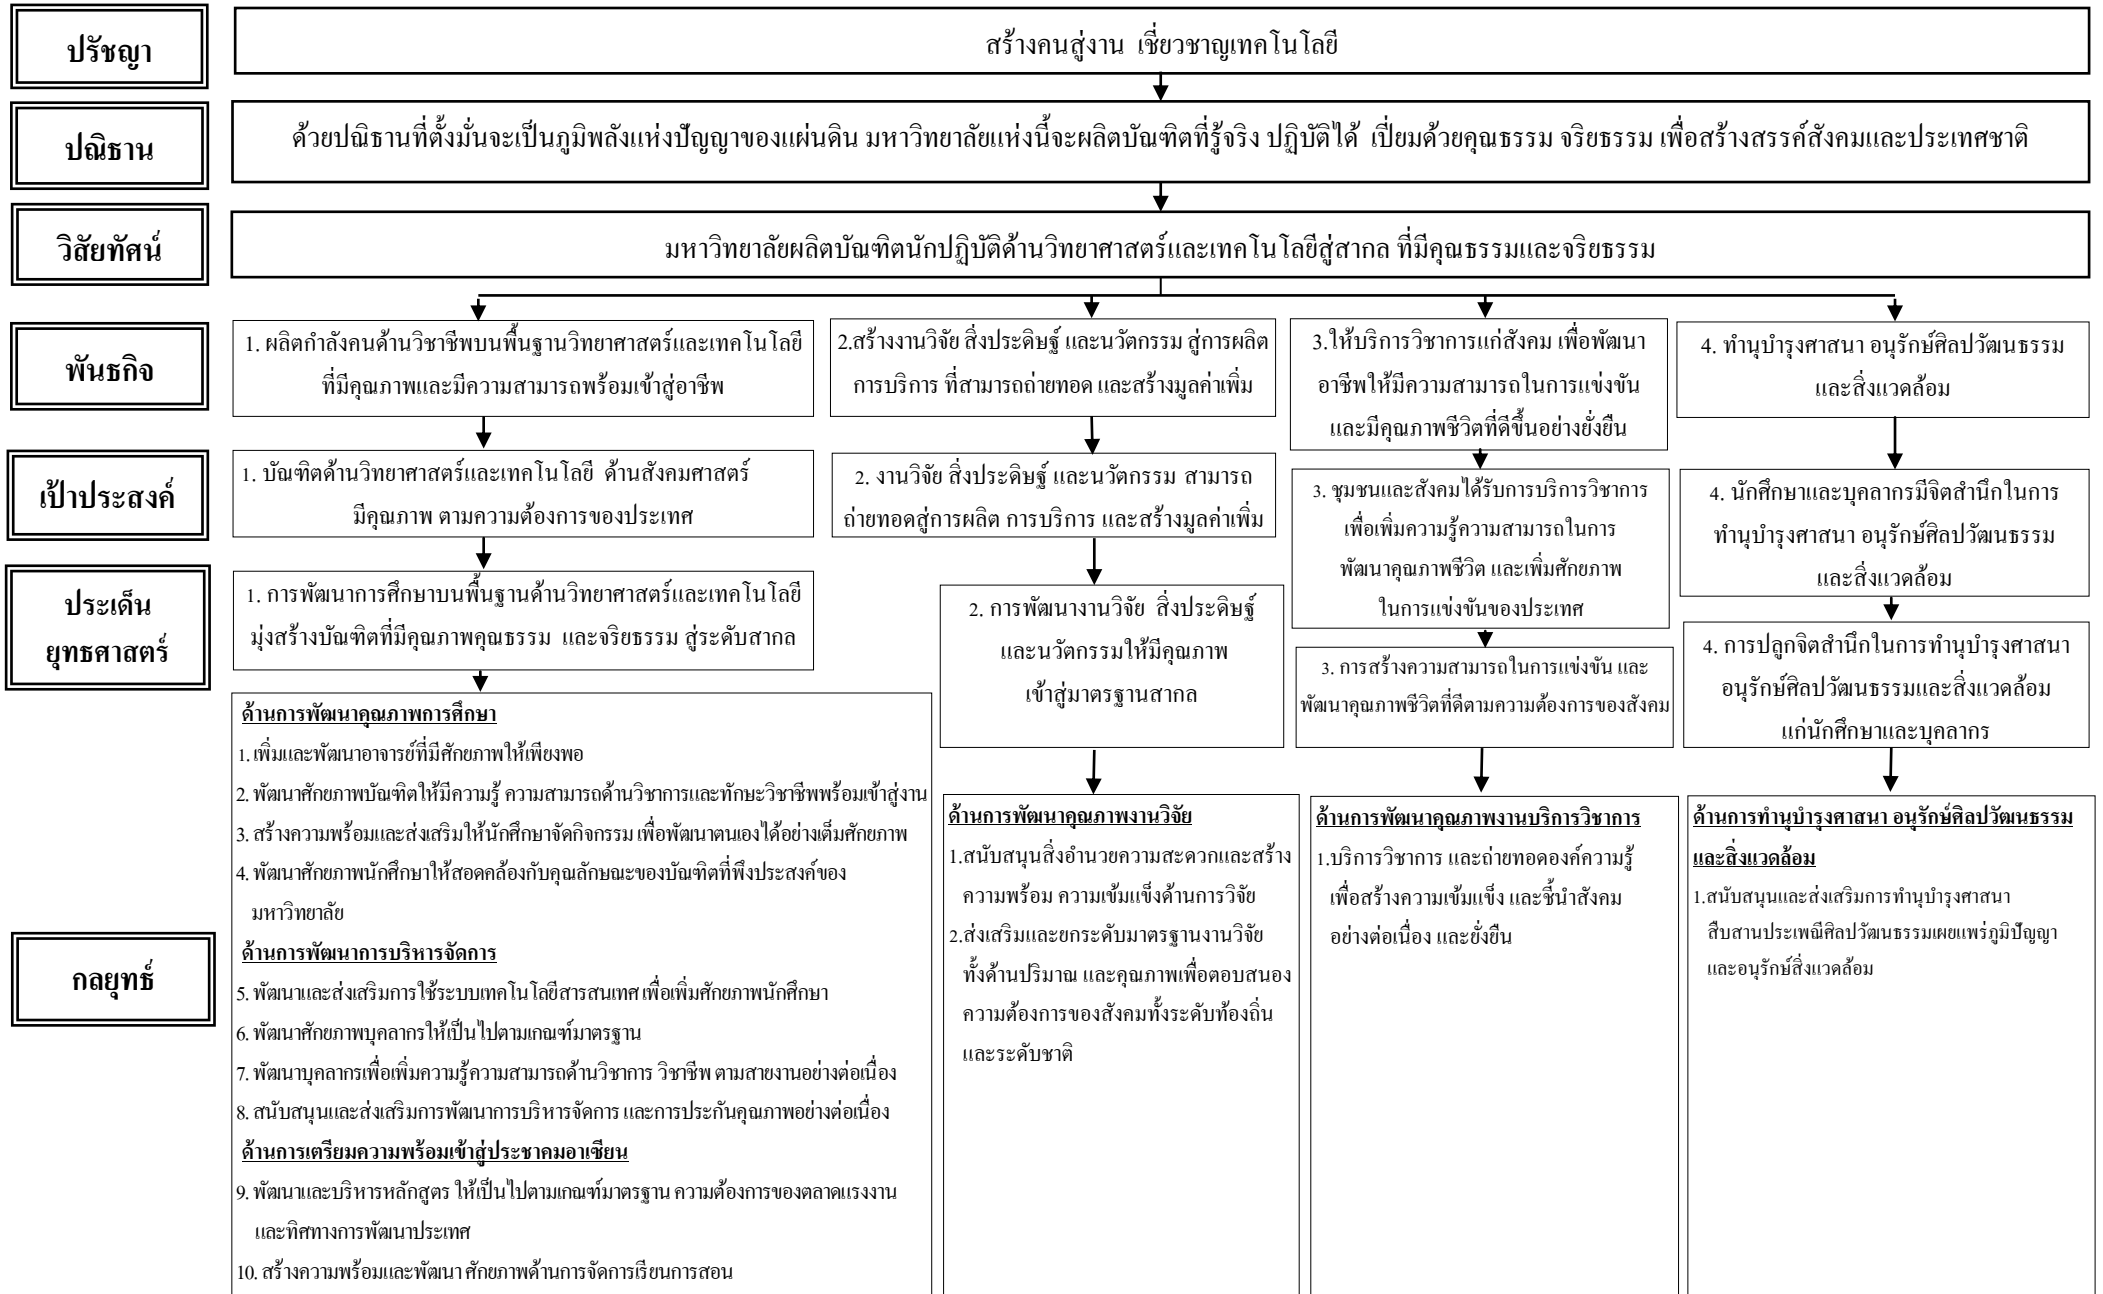 ปรัชญา
สร้างคนสู่งาน เชี่ยวชาญเทคโนโลยี
ปณิธาน
ด้วยปณิธานที่ตั้งมั่นจะเป็นภูมิพลังแห่งปัญญาของแผ่นดิน มหาวิทยาลัยแห่งนี้จะผลิตบัณฑิตที่รู้จริง ปฏิบัติได้ เปี่ยมด้วยคุณธรรม จริยธรรม เพื่อสร้างสรรค์สังคมและประเทศชาติ
วิสัยทัศน์
มหาวิทยาลัยผลิตบัณฑิตนักปฏิบัติด้านวิทยาศาสตร์และเทคโนโลยีสู่สากล ที่มีคุณธรรมและจริยธรรม
พันธกิจ
1. ผลิตกำลังคนด้านวิชาชีพบนพื้นฐานวิทยาศาสตร์และเทคโนโลยี
ที่มีคุณภาพและมีความสามารถพร้อมเข้าสู่อาชีพ
2.สร้างงานวิจัย สิ่งประดิษฐ์ และนวัตกรรม สู่การผลิต
การบริการ ที่สามารถถ่ายทอด และสร้างมูลค่าเพิ่ม
3.ให้บริการวิชาการแก่สังคม เพื่อพัฒนา
อาชีพให้มีความสามารถในการแข่งขัน
และมีคุณภาพชีวิตที่ดีขึ้นอย่างยั่งยืน
4. ทำนุบำรุงศาสนา อนุรักษ์ศิลปวัฒนธรรม
และสิ่งแวดล้อม
เป้าประสงค์
1. บัณฑิตด้านวิทยาศาสตร์และเทคโนโลยี ด้านสังคมศาสตร์
มีคุณภาพ ตามความต้องการของประเทศ
2. งานวิจัย สิ่งประดิษฐ์ และนวัตกรรม สามารถ
ถ่ายทอดสู่การผลิต การบริการ และสร้างมูลค่าเพิ่ม
3. ชุมชนและสังคมได้รับการบริการวิชาการ
เพื่อเพิ่มความรู้ความสามารถในการ
พัฒนาคุณภาพชีวิต และเพิ่มศักยภาพ
ในการแข่งขันของประเทศ
4. นักศึกษาและบุคลากรมีจิตสำนึกในการ
ทำนุบำรุงศาสนา อนุรักษ์ศิลปวัฒนธรรม
และสิ่งแวดล้อม
ประเด็น
ยุทธศาสตร์
1. การพัฒนาการศึกษาบนพื้นฐานด้านวิทยาศาสตร์และเทคโนโลยี
มุ่งสร้างบัณฑิตที่มีคุณภาพคุณธรรม และจริยธรรม สู่ระดับสากล
2. การพัฒนางานวิจัย สิ่งประดิษฐ์
และนวัตกรรมให้มีคุณภาพ
เข้าสู่มาตรฐานสากล
3. การสร้างความสามารถในการแข่งขัน และ
พัฒนาคุณภาพชีวิตที่ดีตามความต้องการของสังคม
4. การปลูกจิตสำนึกในการทำนุบำรุงศาสนา
อนุรักษ์ศิลปวัฒนธรรมและสิ่งแวดล้อม
แก่นักศึกษาและบุคลากร
กลยุทธ์
ด้านการพัฒนาคุณภาพการศึกษา
1. เพิ่มและพัฒนาอาจารย์ที่มีศักยภาพให้เพียงพอ
2. พัฒนาศักยภาพบัณฑิตให้มีความรู้ ความสามารถด้านวิชาการและทักษะวิชาชีพพร้อมเข้าสู่งาน
3. สร้างความพร้อมและส่งเสริมให้นักศึกษาจัดกิจกรรม เพื่อพัฒนาตนเองได้อย่างเต็มศักยภาพ
4. พัฒนาศักยภาพนักศึกษาให้สอดคล้องกับคุณลักษณะของบัณฑิตที่พึงประสงค์ของ
มหาวิทยาลัย
ด้านการพัฒนาการบริหารจัดการ
5. พัฒนาและส่งเสริมการใช้ระบบเทคโนโลยีสารสนเทศ เพื่อเพิ่มศักยภาพนักศึกษา
6. พัฒนาศักยภาพบุคลากรให้เป็นไปตามเกณฑ์มาตรฐาน
7. พัฒนาบุคลากรเพื่อเพิ่มความรู้ความสามารถด้านวิชาการ วิชาชีพ ตามสายงานอย่างต่อเนื่อง
8. สนับสนุนและส่งเสริมการพัฒนาการบริหารจัดการ และการประกันคุณภาพอย่างต่อเนื่อง
ด้านการเตรียมความพร้อมเข้าสู่ประชาคมอาเซียน
9. พัฒนาและบริหารหลักสูตร ให้เป็นไปตามเกณฑ์มาตรฐาน ความต้องการของตลาดแรงงาน
และทิศทางการพัฒนาประเทศ
10. สร้างความพร้อมและพัฒนา ศักยภาพด้านการจัดการเรียนการสอน
ด้านการพัฒนาคุณภาพงานวิจัย
1.สนับสนุนสิ่งอำนวยความสะดวกและสร้าง
ความพร้อม ความเข้มแข็งด้านการวิจัย
2.ส่งเสริมและยกระดับมาตรฐานงานวิจัย
ทั้งด้านปริมาณ และคุณภาพเพื่อตอบสนอง
ความต้องการของสังคมทั้งระดับท้องถิ่น
และระดับชาติ
ด้านการพัฒนาคุณภาพงานบริการวิชาการ
1.บริการวิชาการ และถ่ายทอดองค์ความรู้
เพื่อสร้างความเข้มแข็ง และชี้นำสังคม
อย่างต่อเนื่อง และยั่งยืน
ด้านการทำนุบำรุงศาสนา อนุรักษ์ศิลปวัฒนธรรม
และสิ่งแวดล้อม
1.สนับสนุนและส่งเสริมการทำนุบำรุงศาสนา
สืบสานประเพณีศิลปวัฒนธรรมเผยแพร่ภูมิปัญญา
และอนุรักษ์สิ่งแวดล้อม